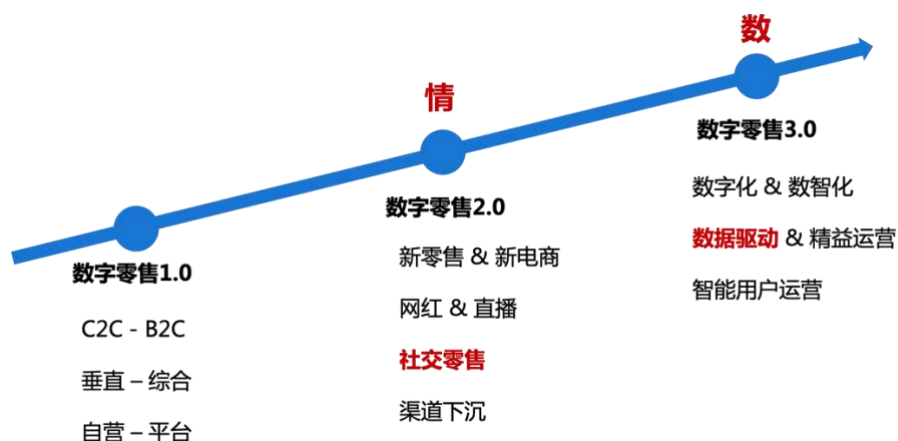 数字零售1.0
C2C - B2C
垂直 – 综合
自营 – 平台
情
数字零售2.0
新零售 & 新电商
网红 & 直播
社交零售
渠道下沉
数
数字零售3.0
数字化 & 数智化
数据驱动 & 精益运营
智能用户运营